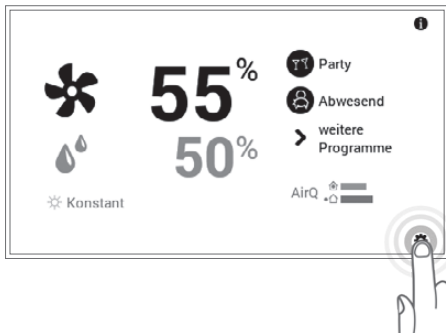 55%
50%
Konstant
Party
Abwesend
weitere
Programme
AirQ